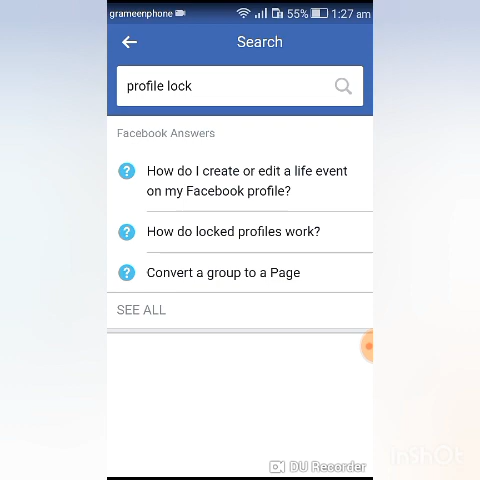 grameenphone 55% 1:27 am
Search
profile lock
Facebook Answers
How do I create or edit a life event
on my Facebook profile?
How do locked profiles work?
Convert a group to a Page
SEE ALL
DU Recorder
InShOt